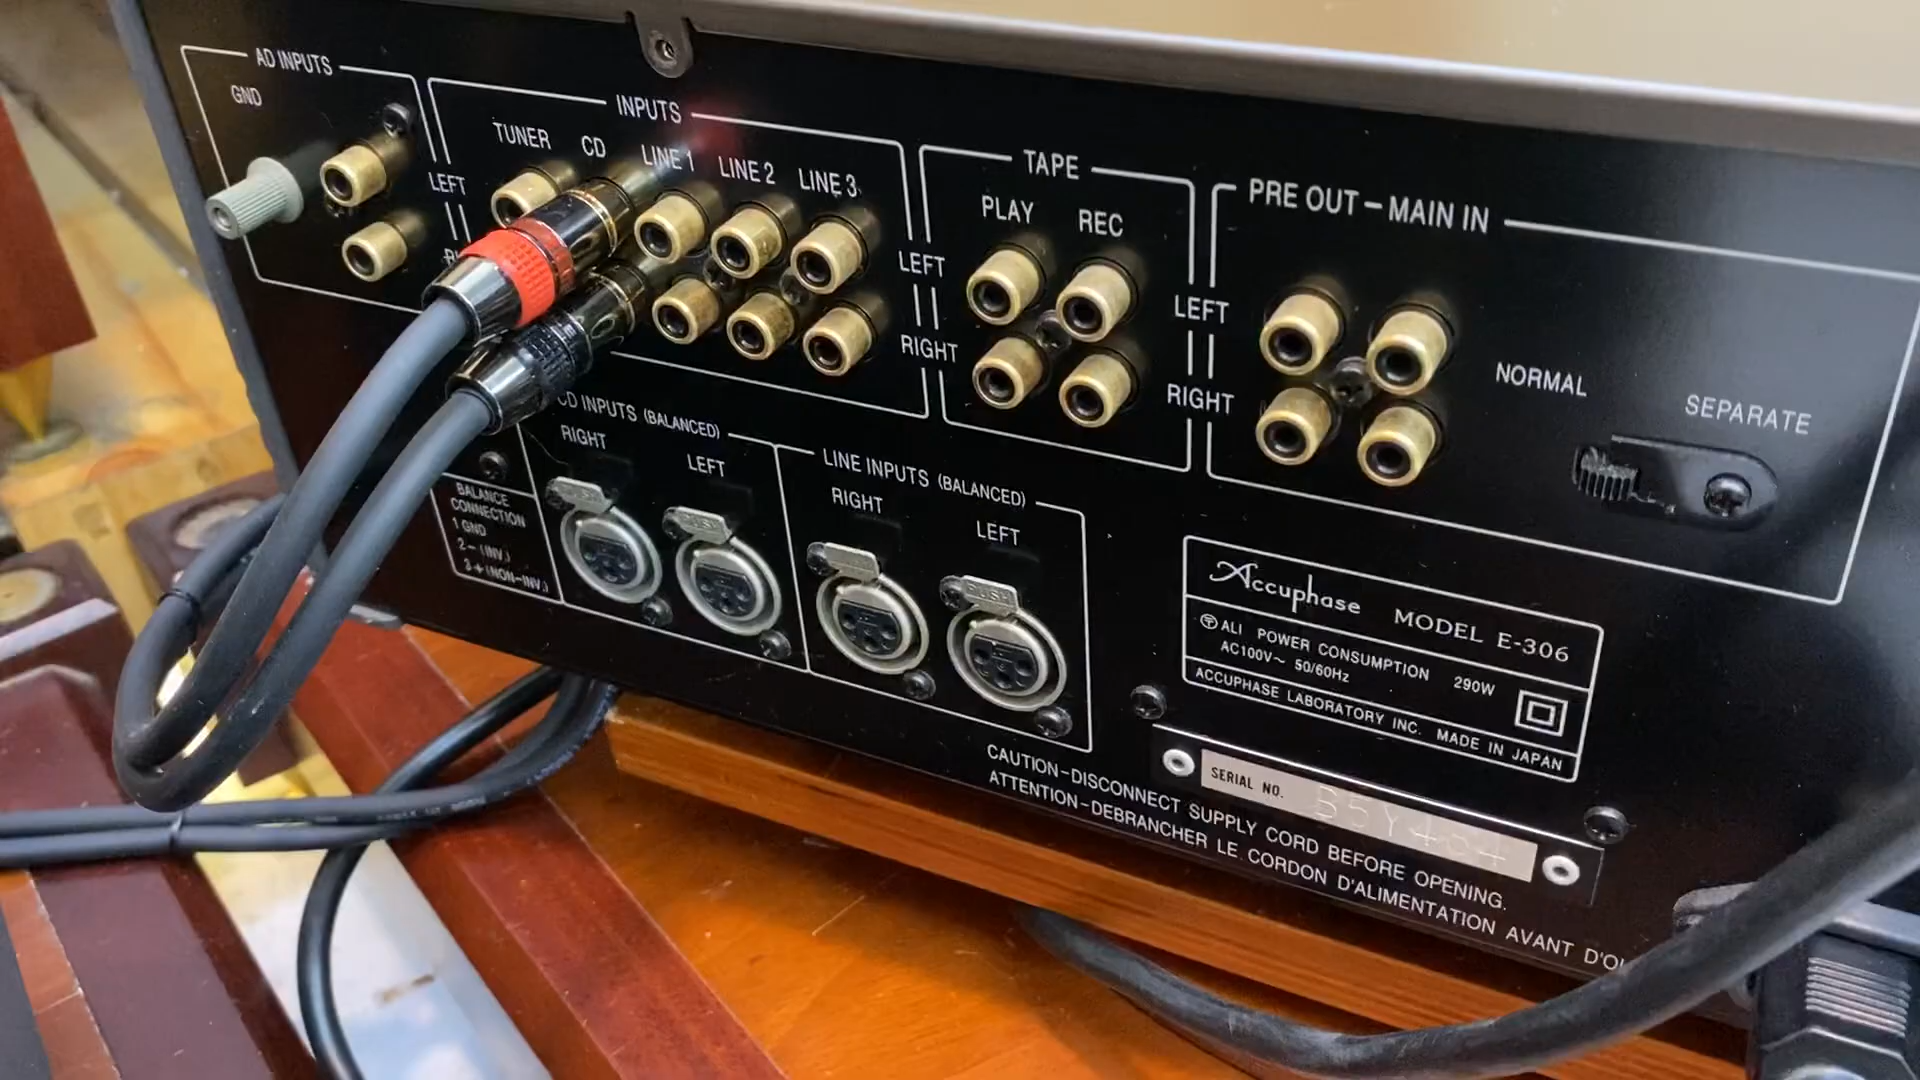 AD INPUTS
GND
LEFT
INPUTS
TUNER
CD
LINE 1
LINE 2
LINE 3
LEFT
RIGHT
TAPE
PLAY
REC
LEFT
RIGHT
PRE OUT – MAIN IN
NORMAL
SEPARATE
BALANCE
CONNECTION
1 GND
2 – (INV.)
3 + (NON-INV.)
CD INPUTS (BALANCED)
RIGHT
LEFT
PUSH
LINE INPUTS (BALANCED)
RIGHT
LEFT
PUSH
Accuphase MODEL E-306
ALI POWER CONSUMPTION 290W
AC100V~ 50/60Hz
ACCUPHASE LABORATORY INC. MADE IN JAPAN
SERIAL NO.
CAUTION-DISCONNECT SUPPLY CORD BEFORE OPENING.
ATTENTION-DEBRANCHER LE CORDON D'ALIMENTATION AVANT